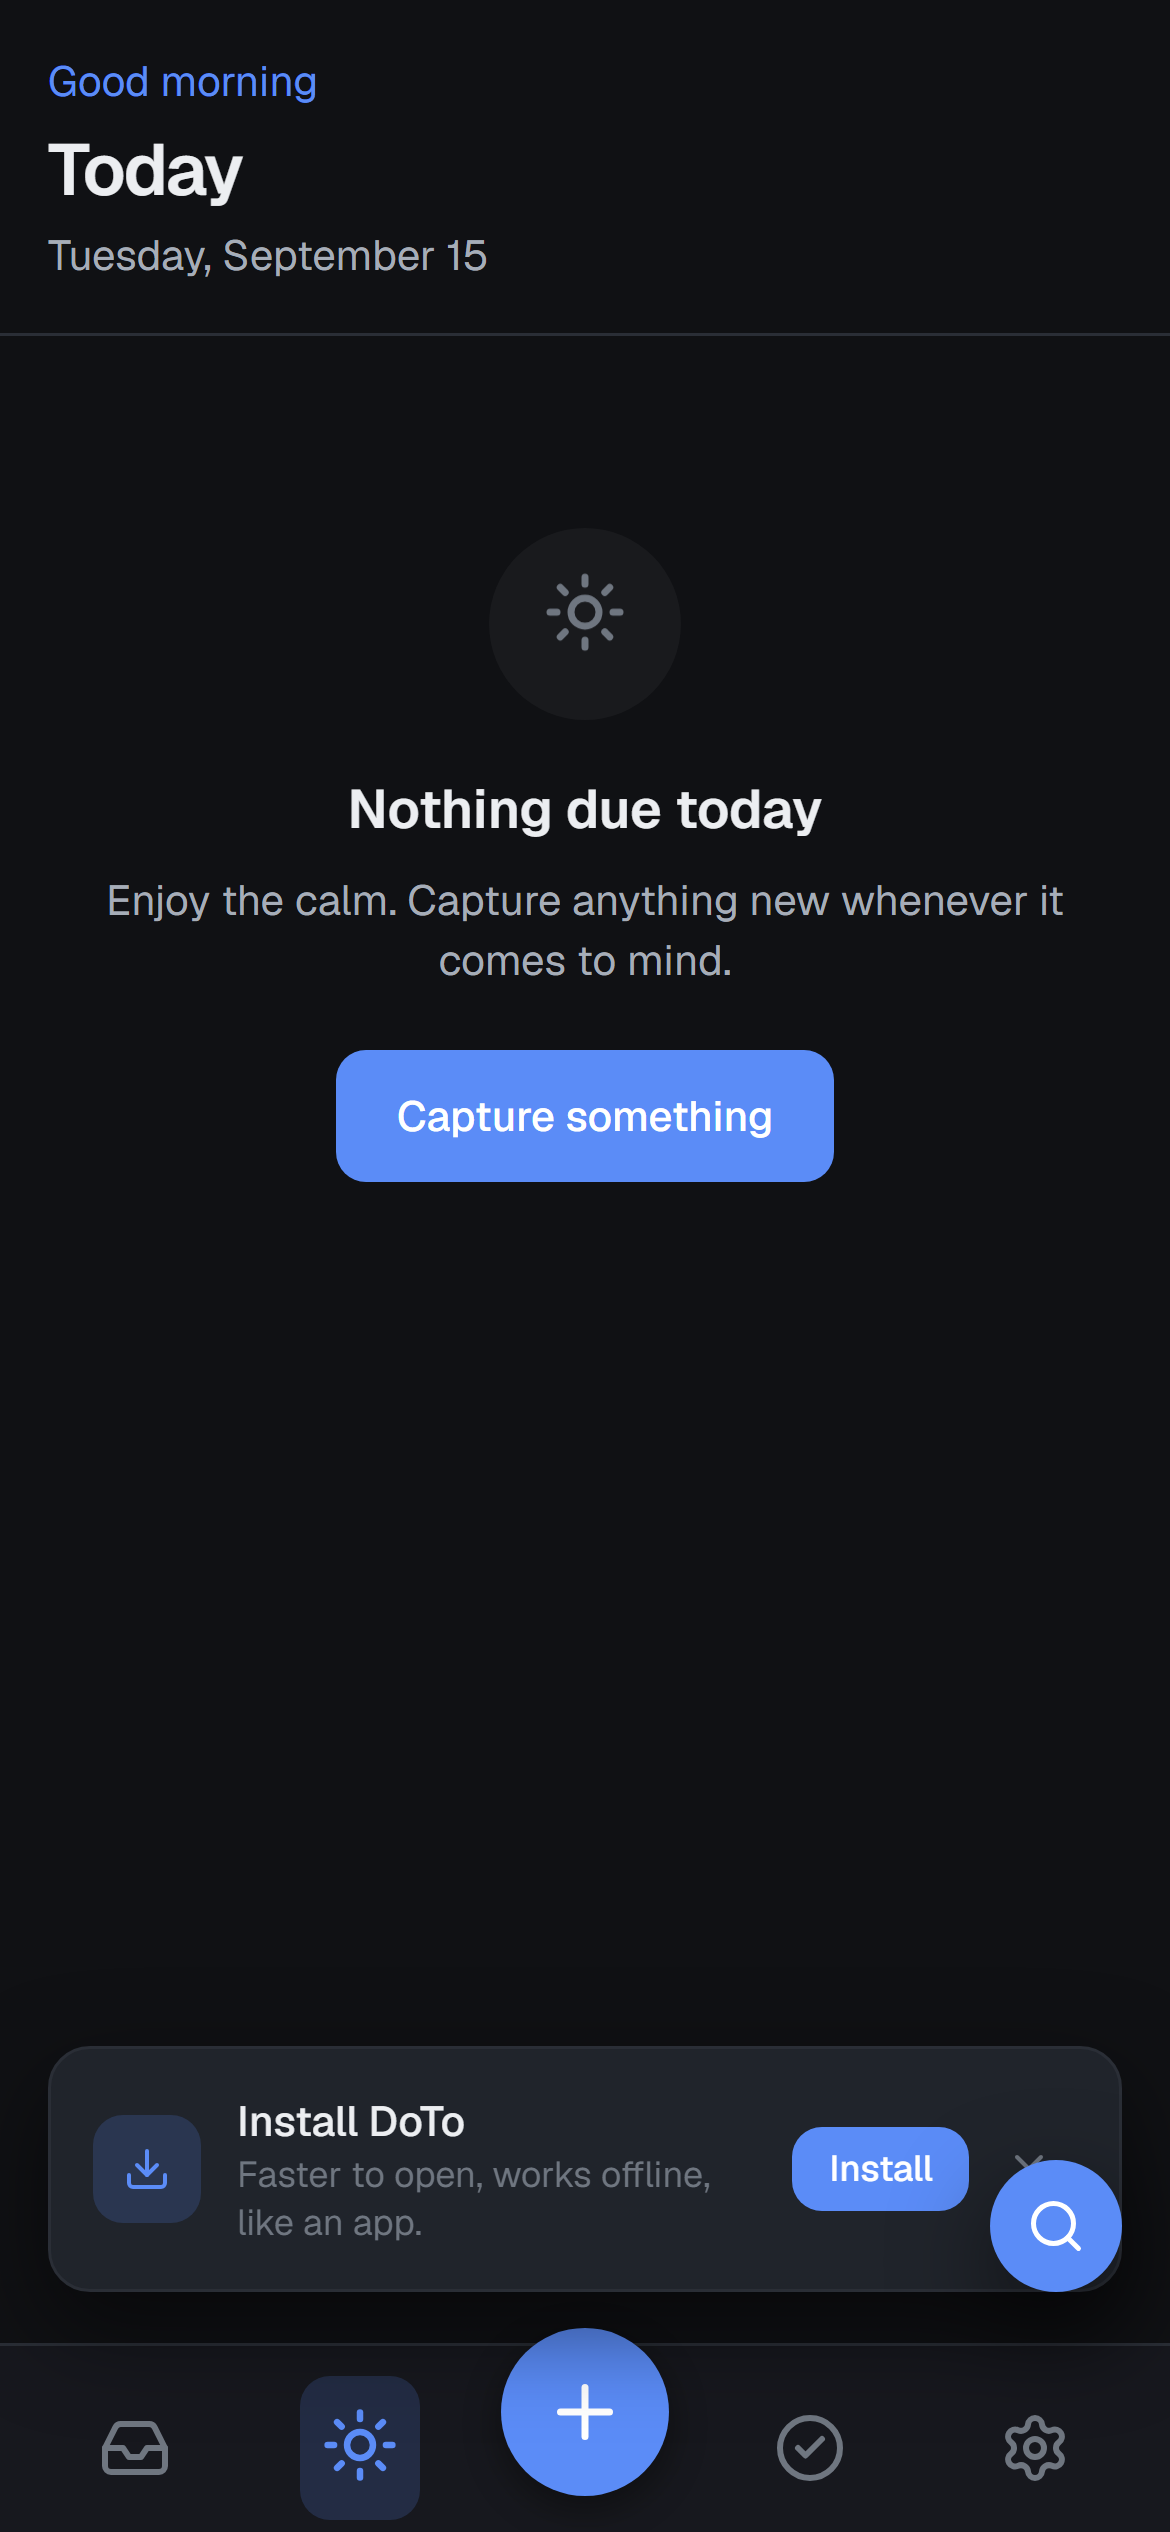 Good morning
Today
Tuesday, September 15
Nothing due today
Enjoy the calm. Capture anything new whenever it
comes to mind.
Capture something
Install DoTo
Faster to open, works offline,
like an app.
Install